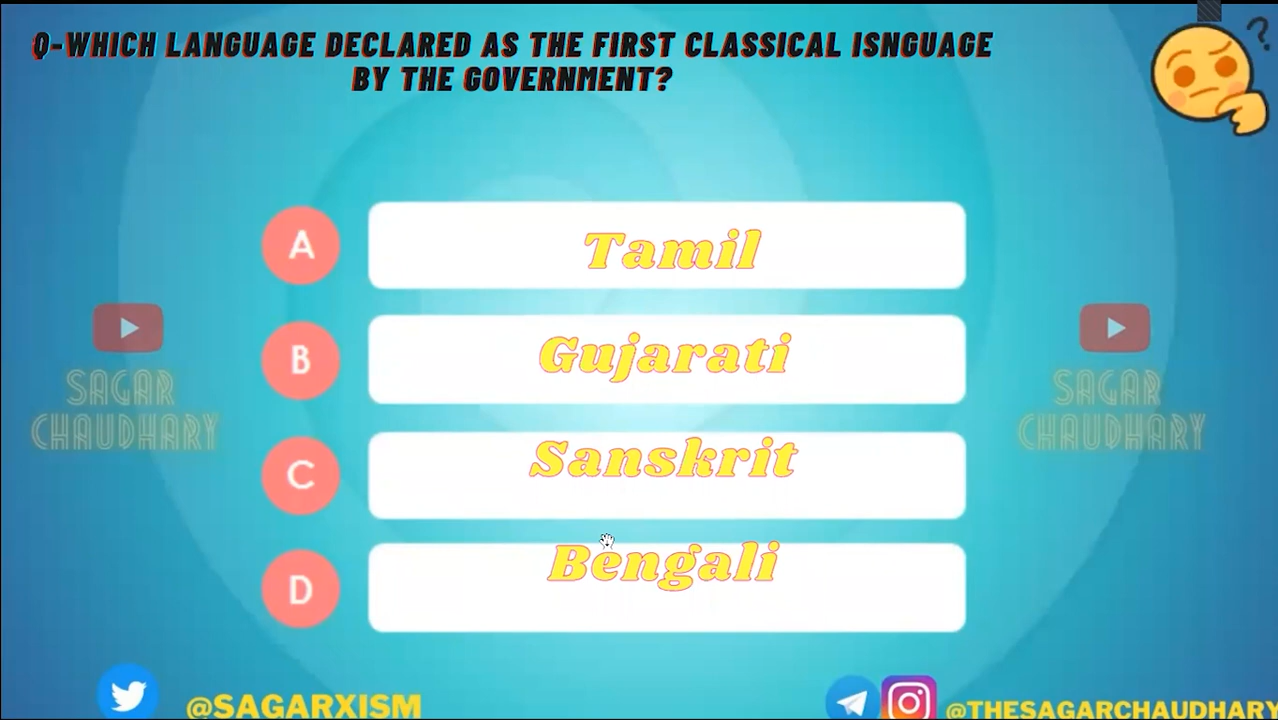 Q-WHICH LANGUAGE DECLARED AS THE FIRST CLASSICAL ISNGUAGE
BY THE GOVERNMENT?
A Tamil
B Gujarati
C Sanskrit
D Bengali
SAGAR
CHAUDHARY
SAGAR
CHAUDHARY
@SAGARXISM
@THESAGARCHAUDHARY